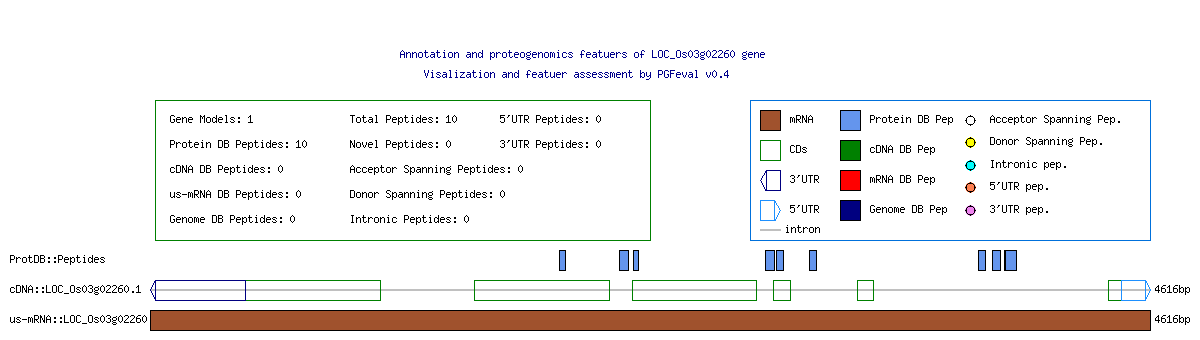 Annotation and proteogenomics featuers of LOC_Os03g02260 gene
Visalization and featuer assessment by PGFeval v0.4
Gene Models: 1 Total Peptides: 10 5'UTR Peptides: 0
Protein DB Peptides: 10 Novel Peptides: 0 3'UTR Peptides: 0
cDNA DB Peptides: 0 Acceptor Spanning Peptides: 0
us-mRNA DB Peptides: 0 Donor Spanning Peptides: 0
Genome DB Peptides: 0 Intronic Peptides: 0
mRNA Protein DB Pep Acceptor Spanning Pep.
CDs cDNA DB Pep Donor Spanning Pep.
3'UTR mRNA DB Pep Intronic pep.
5'UTR Genome DB Pep 5'UTR pep.
intron 3'UTR pep.
ProtDB::Peptides
cDNA::LOC_Os03g02260.1 4616bp
us-mRNA::LOC_Os03g02260 4616bp